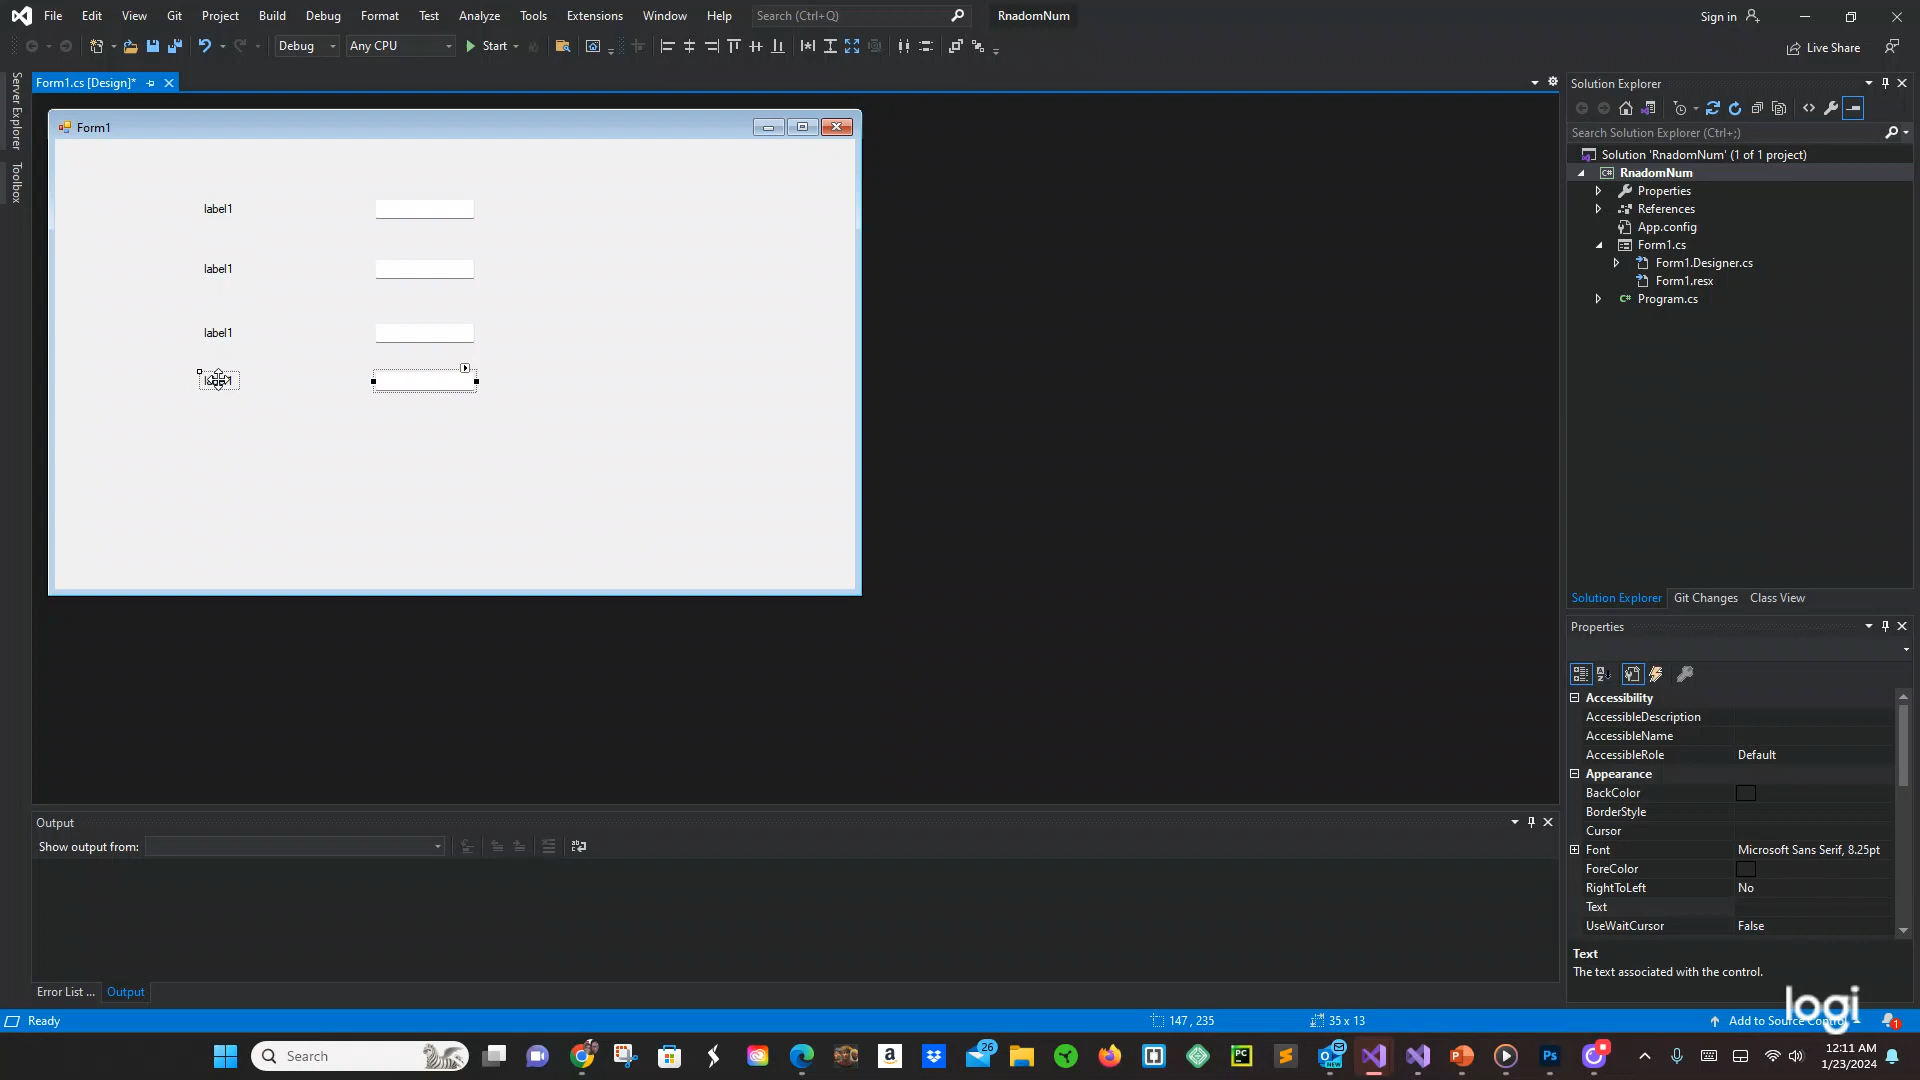 File Edit View Git Project Build Debug Format Test Analyze Tools Extensions Window Help Search (Ctrl+Q) RnadomNum Sign in
Debug Any CPU Start Live Share
Server Explorer
Toolbox
Form1.cs [Design]*
Form1
label1
label1
label1
Solution Explorer
Search Solution Explorer (Ctrl+;)
Solution 'RnadomNum' (1 of 1 project)
RnadomNum
Properties
References
App.config
Form1.cs
Form1.Designer.cs
Form1.resx
Program.cs
Solution Explorer Git Changes Class View
Properties
Accessibility
AccessibleDescription
AccessibleName
AccessibleRole Default
Appearance
BackColor
BorderStyle
Cursor
Font Microsoft Sans Serif, 8.25pt
ForeColor
RightToLeft No
Text
UseWaitCursor False
Text
The text associated with the control.
Output
Show output from:
Error List ... Output
logi
Ready 147 , 235 35 x 13 Add to Source Control 1
Search 26 12:11 AM
1/23/2024